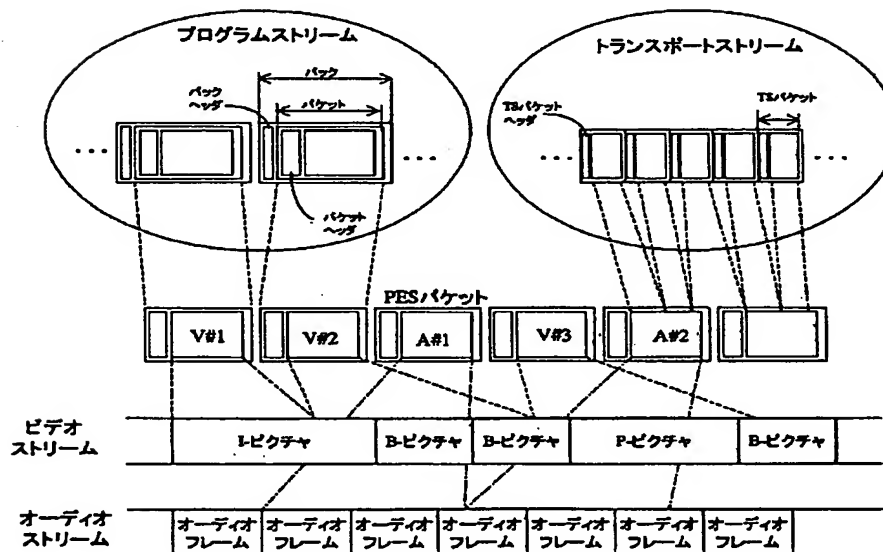 プログラムストリーム
パック
パック
ヘッダ
パケット
パケット
ヘッダ
...
...
トランスポートストリーム
TSパケット
ヘッダ
TSパケット
...
...
PESパケット
V#1
V#2
A#1
V#3
A#2
ビデオ
ストリーム
I-ピクチャ
B-ピクチャ
B-ピクチャ
P-ピクチャ
B-ピクチャ
オーディオ
ストリーム
オーディオ
フレーム
オーディオ
フレーム
オーディオ
フレーム
オーディオ
フレーム
オーディオ
フレーム
オーディオ
フレーム
オーディオ
フレーム